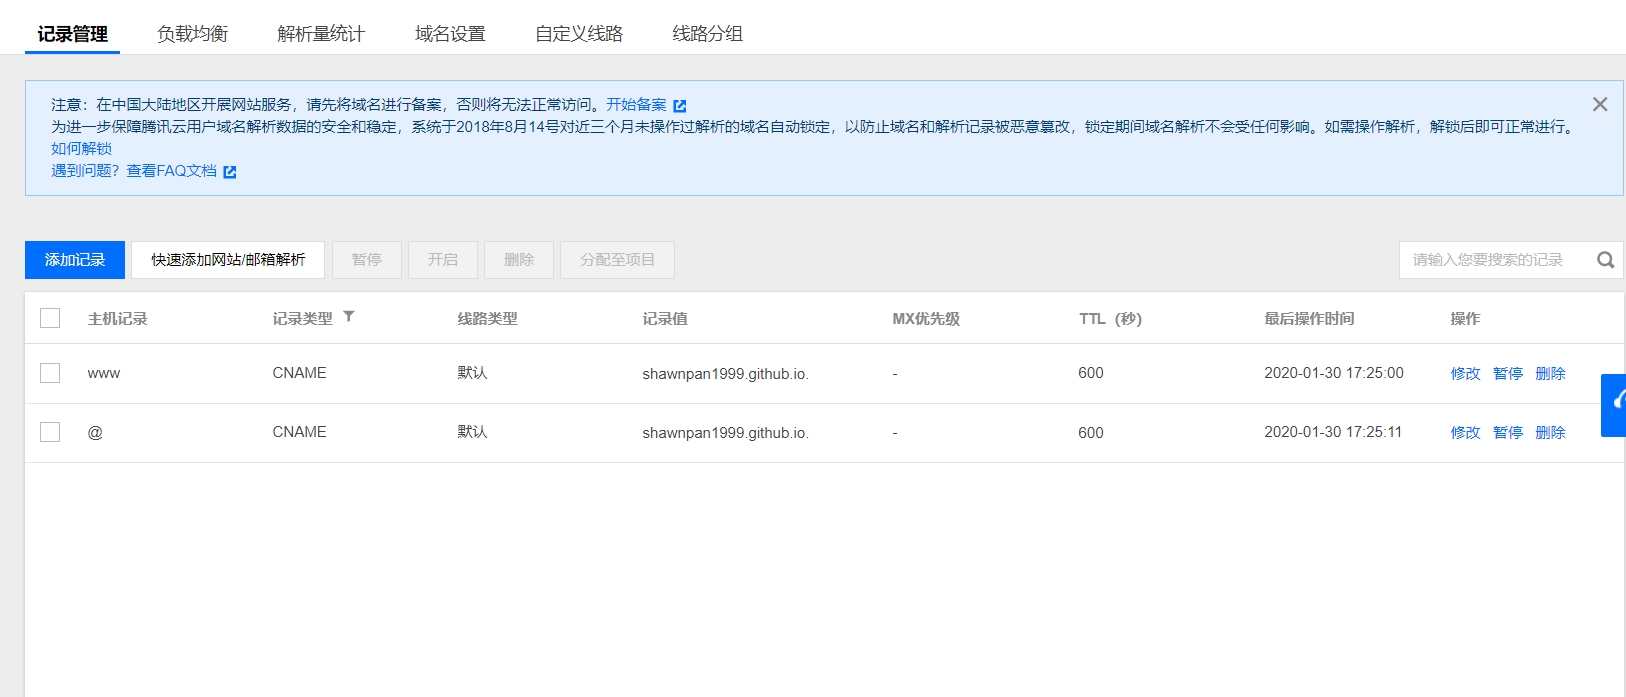 记录管理 负载均衡 解析量统计 域名设置 自定义线路 线路分组
注意：在中国大陆地区开展网站服务，请先将域名进行备案，否则将无法正常访问。开始备案
为进一步保障腾讯云用户域名解析数据的安全和稳定，系统于2018年8月14号对近三个月未操作过解析的域名自动锁定，以防止域名和解析记录被恶意篡改，锁定期间域名解析不会受任何影响。如需操作解析，解锁后即可正常进行。
如何解锁
遇到问题？查看FAQ文档
添加记录 快速添加网站/邮箱解析 暂停 开启 删除 分配至项目 请输入您要搜索的记录
主机记录 记录类型 线路类型 记录值 MX优先级 TTL（秒） 最后操作时间 操作
www CNAME 默认 shawnpan1999.github.io. - 600 2020-01-30 17:25:00 修改 暂停 删除
@ CNAME 默认 shawnpan1999.github.io. - 600 2020-01-30 17:25:11 修改 暂停 删除